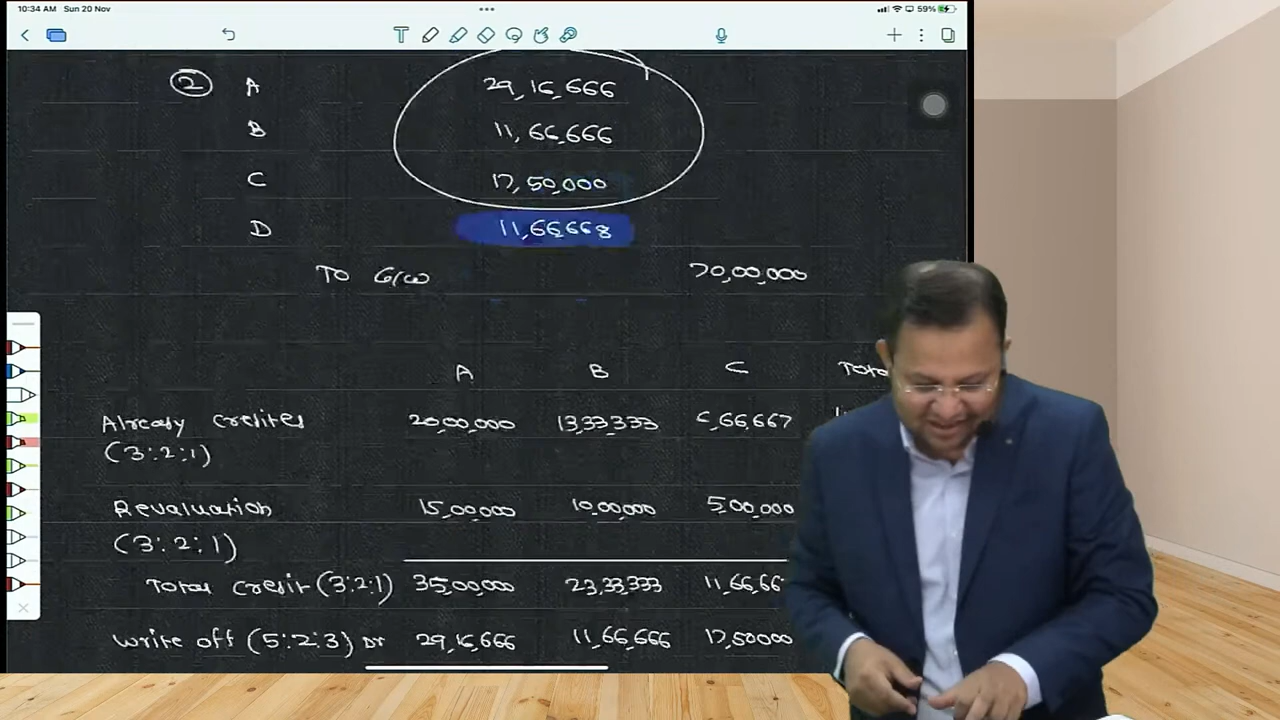 10:34 AM Sun 20 Nov
59%
2 A 29,16,666
B 11,66,666
C 17,50,000
D 11,66,668
TO G/w 70,00,000
A B C
Already credites 20,00,000 13,33,333 6,66,667
(3:2:1)
Revaluation 15,00,000 10,00,000 5,00,000
(3:2:1)
Total credit (3:2:1) 35,00,000 23,33,333
write off (5:2:3) Dr 29,16,666 11,66,666 17,50000